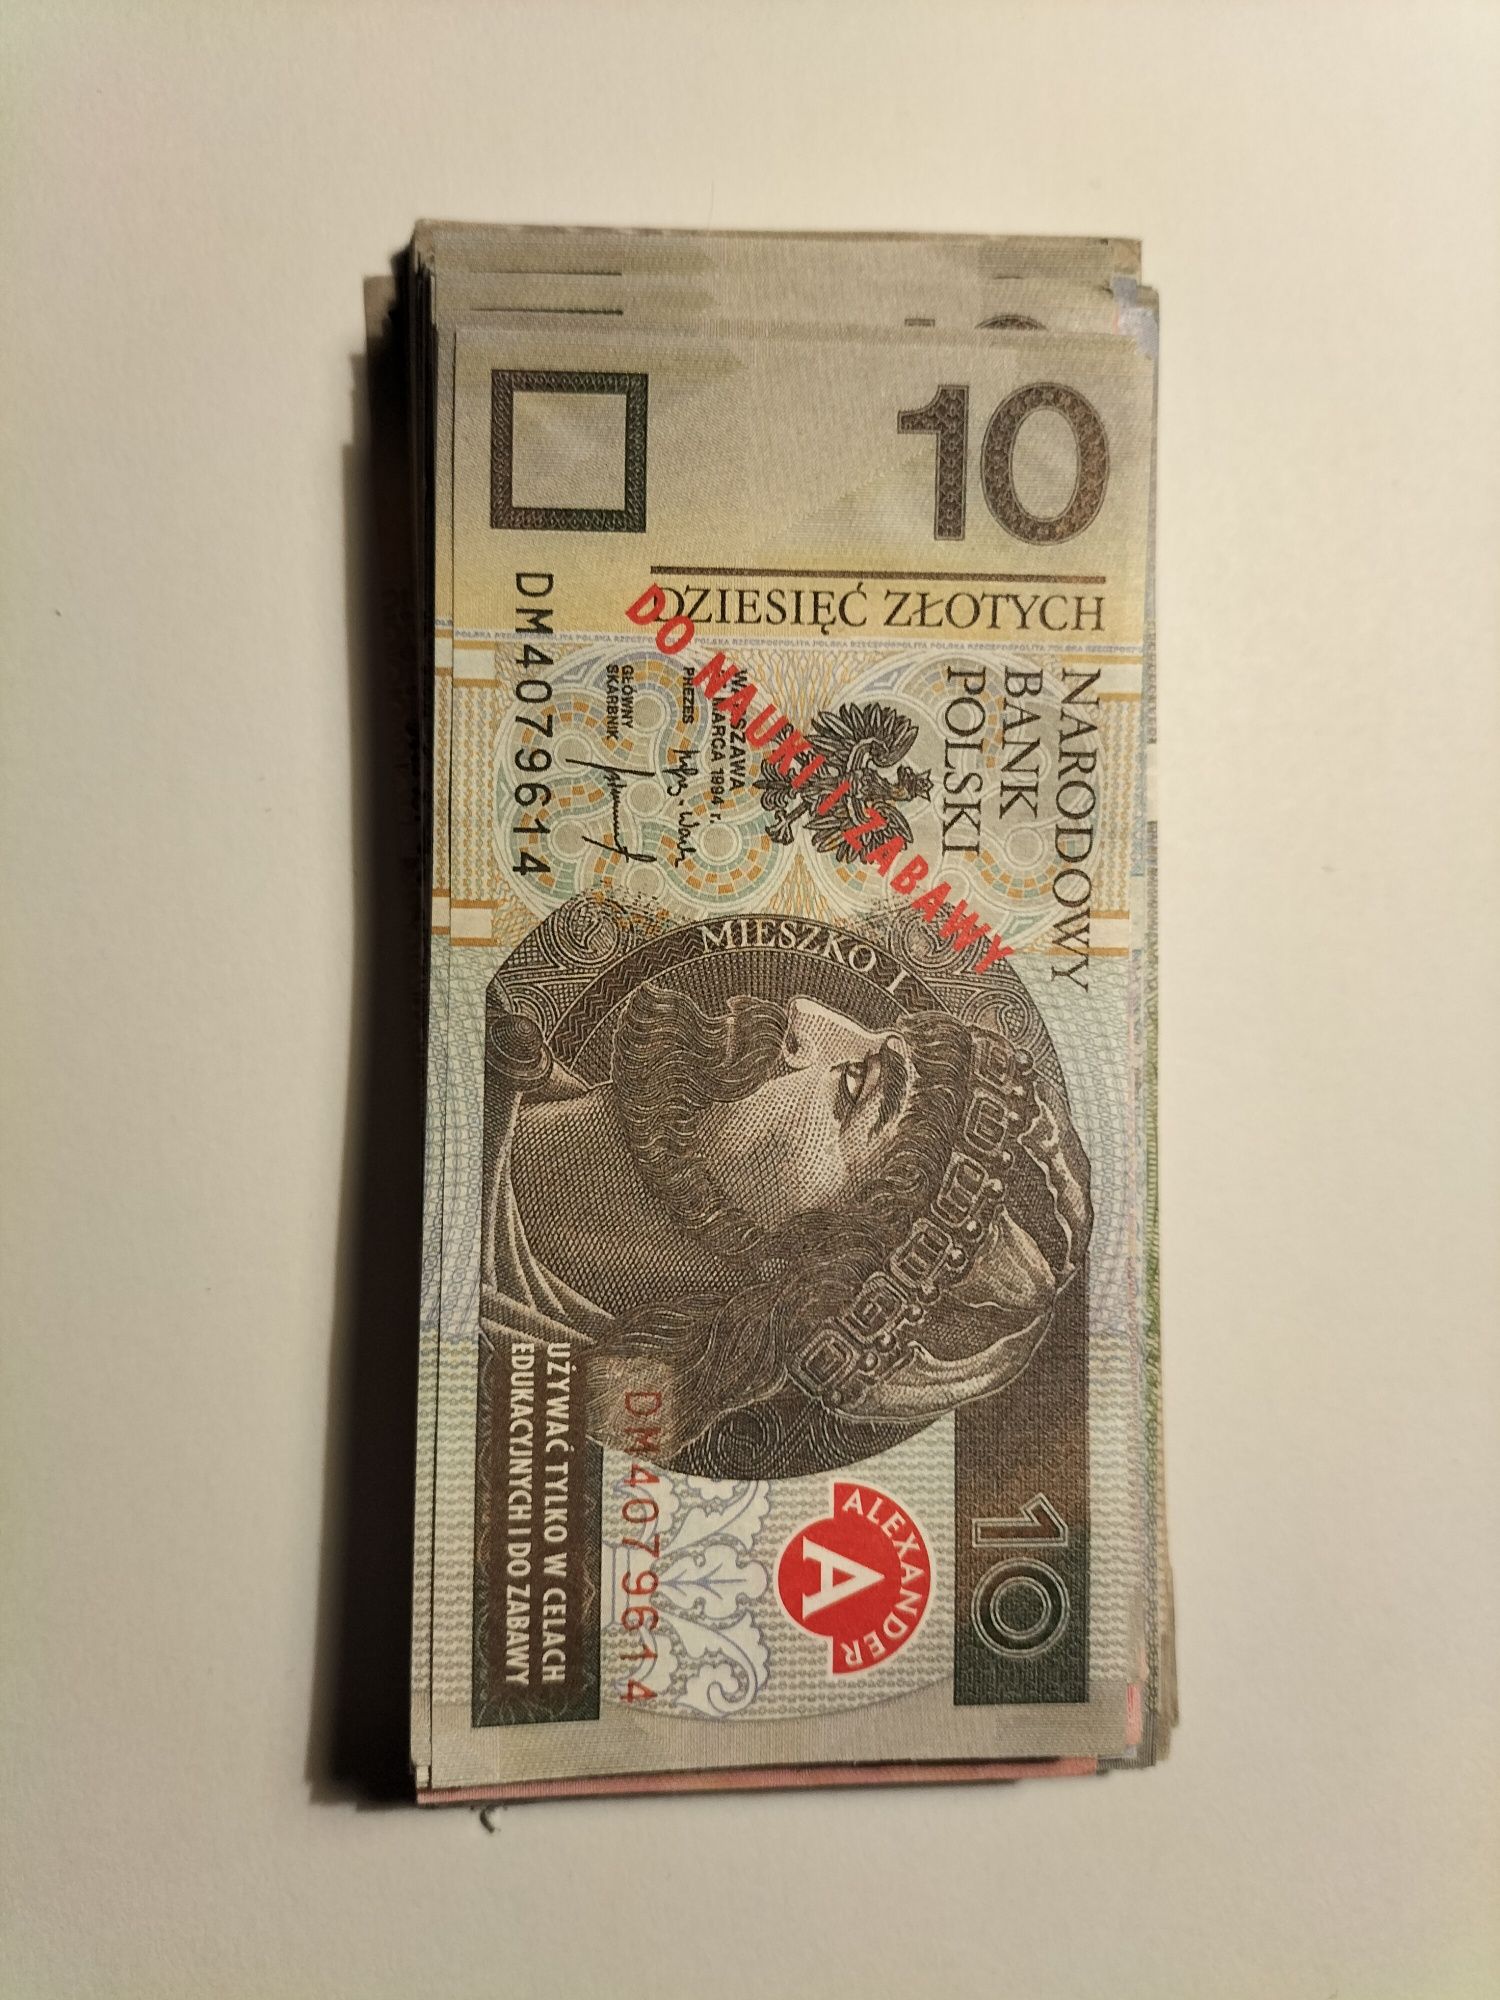 10
DZIESIĘĆ ZŁOTYCH
NARODOWY
BANK
POLSKI
DO NAUKI I ZABAWY
WARSZAWA
MARCA 1994 r.
PREZES
GŁÓWNY
SKARBNIK
DM4079614
MIESZKO I
10
ALEXANDER
A
DM4079614
UŻYWAĆ TYLKO W CELACH
EDUKACYJNYCH I DO ZABAWY